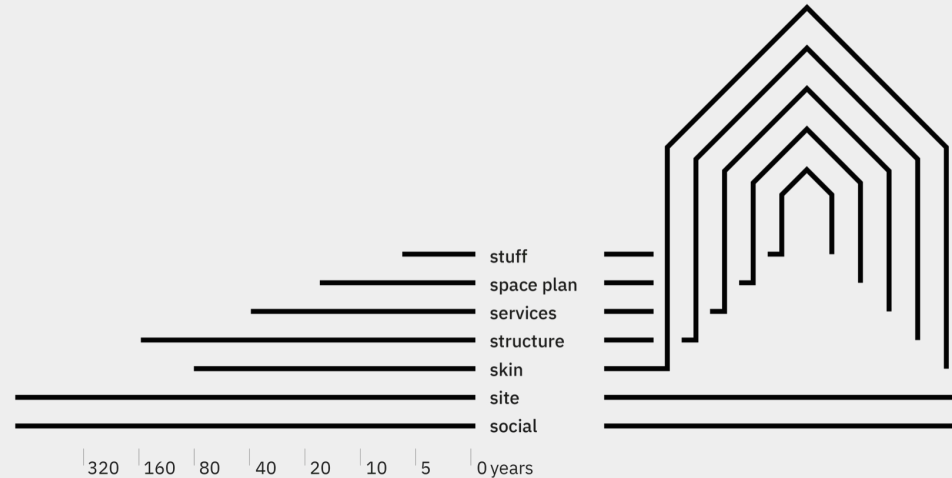 stuff
space plan
services
structure
skin
site
social
320 160 80 40 20 10 5 0 years